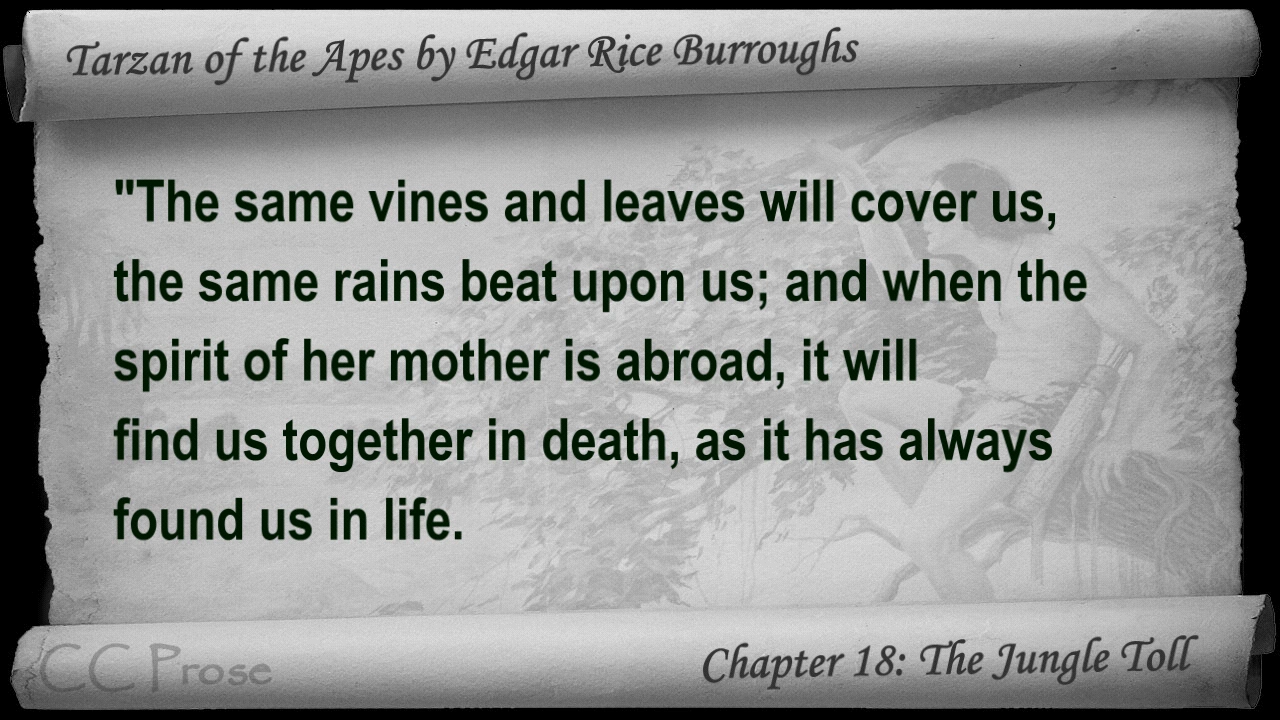 Tarzan of the Apes by Edgar Rice Burroughs
"The same vines and leaves will cover us,
the same rains beat upon us; and when the
spirit of her mother is abroad, it will
find us together in death, as it has always
found us in life.
CC Prose
Chapter 18: The Jungle Toll